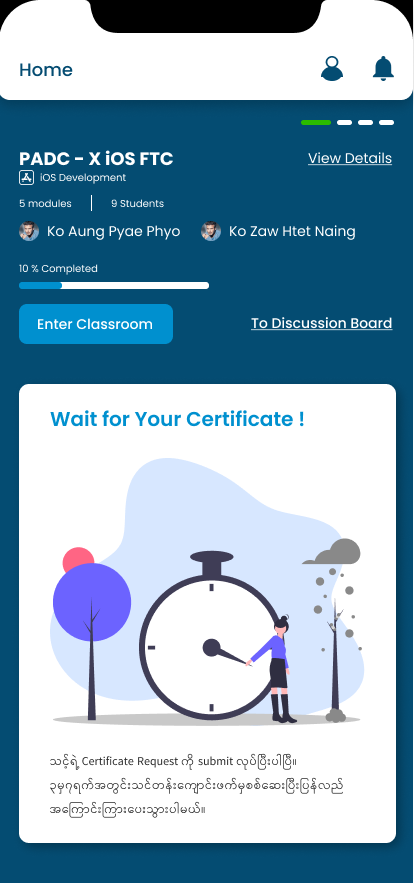 Home
PADC - X iOS FTC
View Details
iOS Development
5 modules
9 Students
Ko Aung Pyae Phyo
Ko Zaw Htet Naing
10 % Completed
Enter Classroom
To Discussion Board
Wait for Your Certificate !
သင့်ရဲ့ Certificate Request ကို submit လုပ်ပြီးပါပြီ။
၃မှ၇ရက်အတွင်းသင်တန်းကျောင်းဖက်မှစစ်ဆေးပြီးပြန်လည်
အကြောင်းကြားပေးသွားပါမယ်။